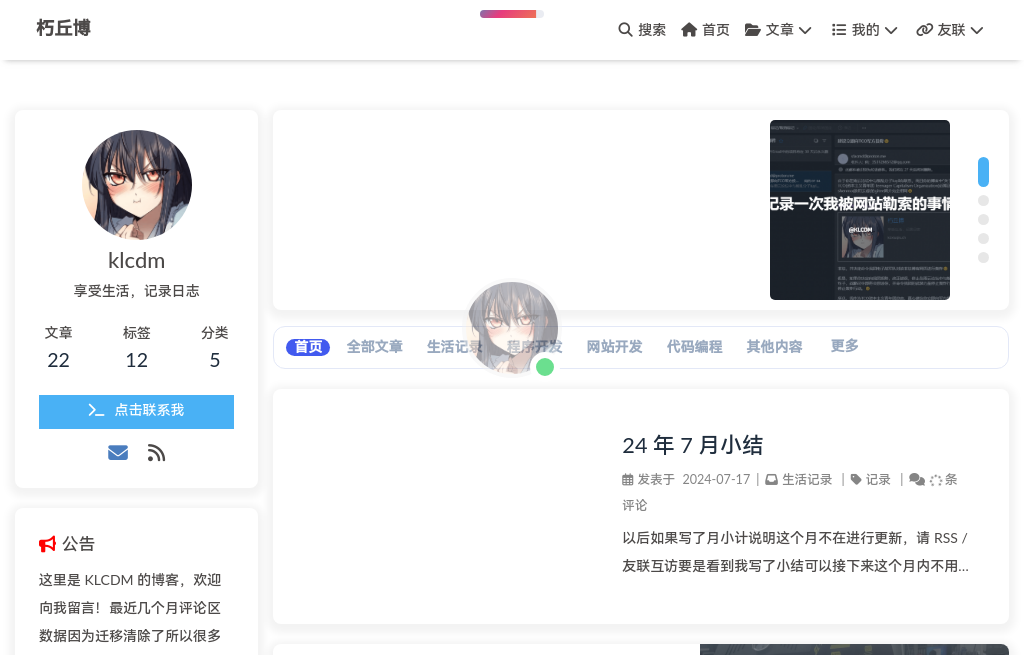 朽丘博
搜索 首页 文章 我的 友联
klcdm
享受生活，记录日志
文章 标签 分类
22 12 5
点击联系我
公告
这里是 KLCDM 的博客，欢迎
向我留言！最近几个月评论区
数据因为迁移清除了所以很多
记录一次我被网站勒索的事情
@KLCDM
首页 全部文章 生活记录 程序开发 网站开发 代码编程 其他内容 更多
24 年 7 月小结
发表于 2024-07-17 | 生活记录 | 记录 | 条
评论
以后如果写了月小计说明这个月不在进行更新，请 RSS /
友联互访要是看到我写了小结可以接下来这个月内不用...